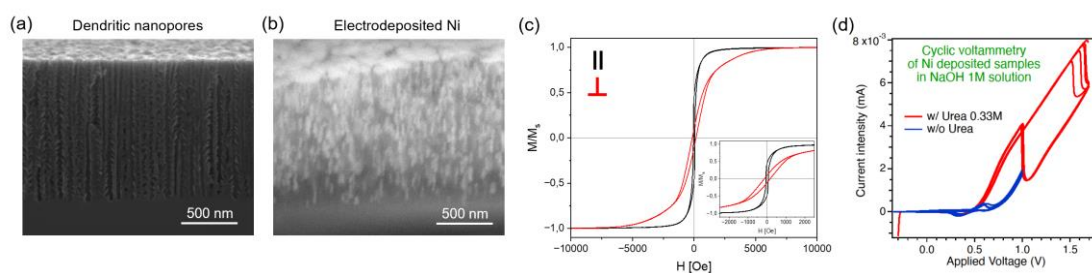 (a) Dendritic nanopores
500 nm
(b) Electrodeposited Ni
500 nm
(c)
||
⊥
M/Mₛ
1,0
0,5
0,0
−0,5
−1,0
−10000 −5000 0 5000 10000
H [Oe]
M/Mₛ
1.0
0.5
0.0
−0.5
−1.0
−2000 −1000 0 1000 2000
H [Oe]
(d)
8 ×10⁻³
6
4
2
0
Current intensity (mA)
Cyclic voltammetry
of Ni deposited samples
in NaOH 1M solution
w/ Urea 0.33M
w/o Urea
0.0 0.5 1.0 1.5
Applied Voltage (V)